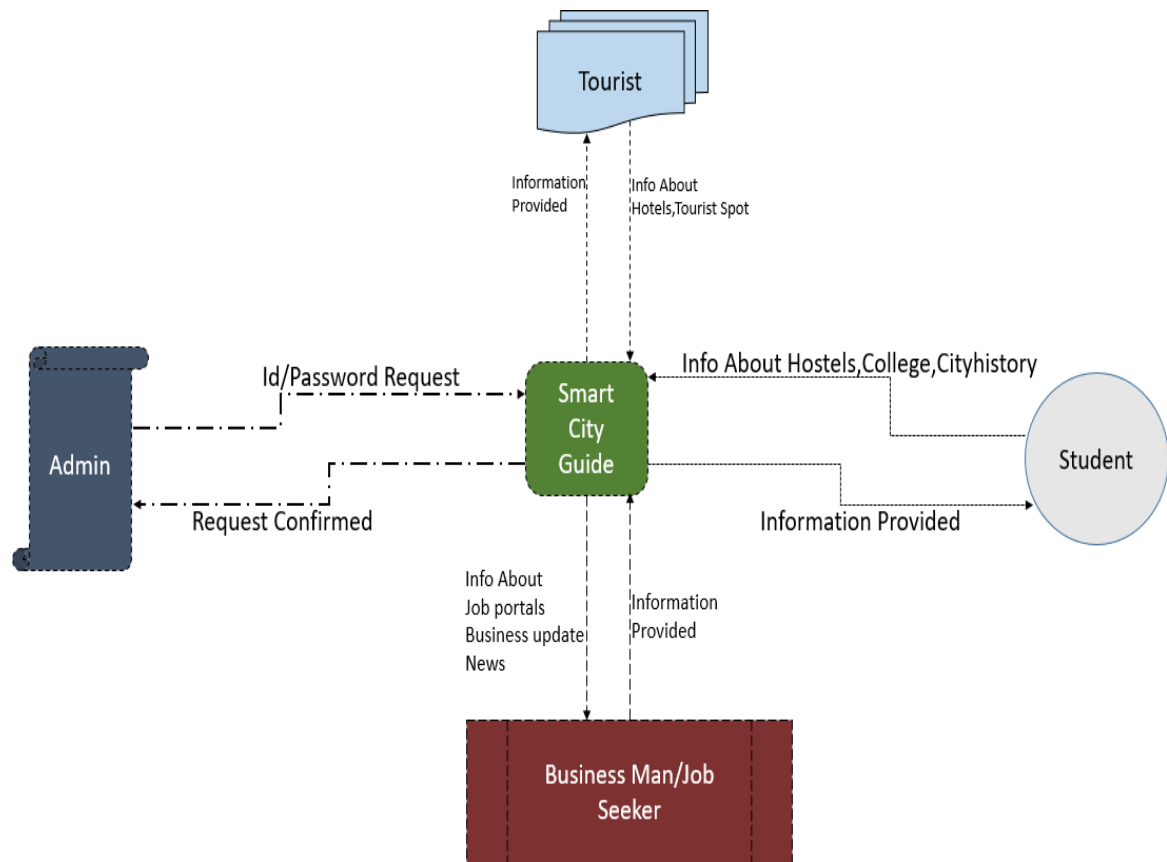 Tourist
Information
Provided
Info About
Hotels,Tourist Spot
Id/Password Request
Smart
City
Guide
Info About Hostels,College,Cityhistory
Admin
Student
Request Confirmed
Information Provided
Info About
Job portals
Business update
News
Information
Provided
Business Man/Job
Seeker